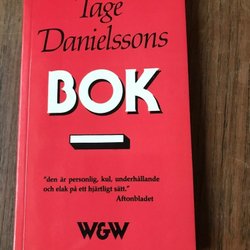 Tage
Danielssons
BOK
"den är personlig, kul, underhållande
och elak på ett hjärtligt sätt."
Aftonbladet
W&W